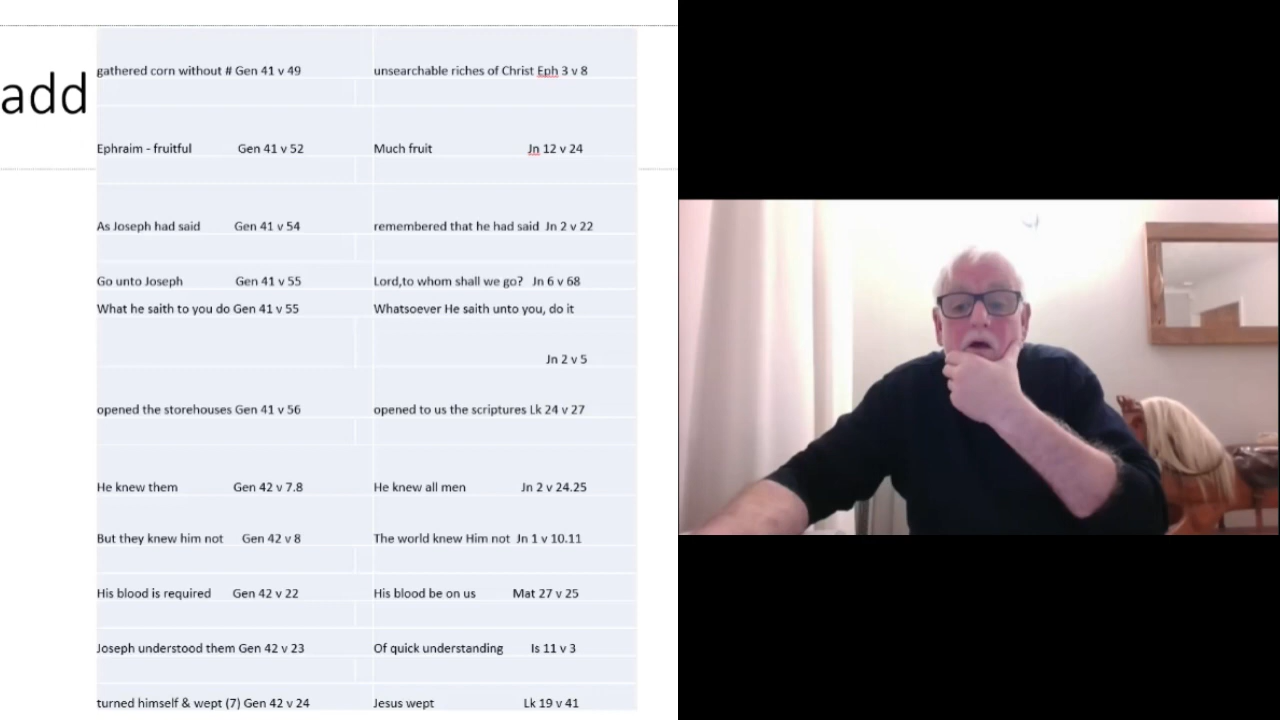 add
gathered corn without # Gen 41 v 49 unsearchable riches of Christ Eph 3 v 8
Ephraim - fruitful Gen 41 v 52 Much fruit Jn 12 v 24
As Joseph had said Gen 41 v 54 remembered that he had said Jn 2 v 22
Go unto Joseph Gen 41 v 55 Lord,to whom shall we go? Jn 6 v 68
What he saith to you do Gen 41 v 55 Whatsoever He saith unto you, do it
Jn 2 v 5
opened the storehouses Gen 41 v 56 opened to us the scriptures Lk 24 v 27
He knew them Gen 42 v 7.8 He knew all men Jn 2 v 24.25
But they knew him not Gen 42 v 8 The world knew Him not Jn 1 v 10.11
His blood is required Gen 42 v 22 His blood be on us Mat 27 v 25
Joseph understood them Gen 42 v 23 Of quick understanding Is 11 v 3
turned himself & wept (7) Gen 42 v 24 Jesus wept Lk 19 v 41